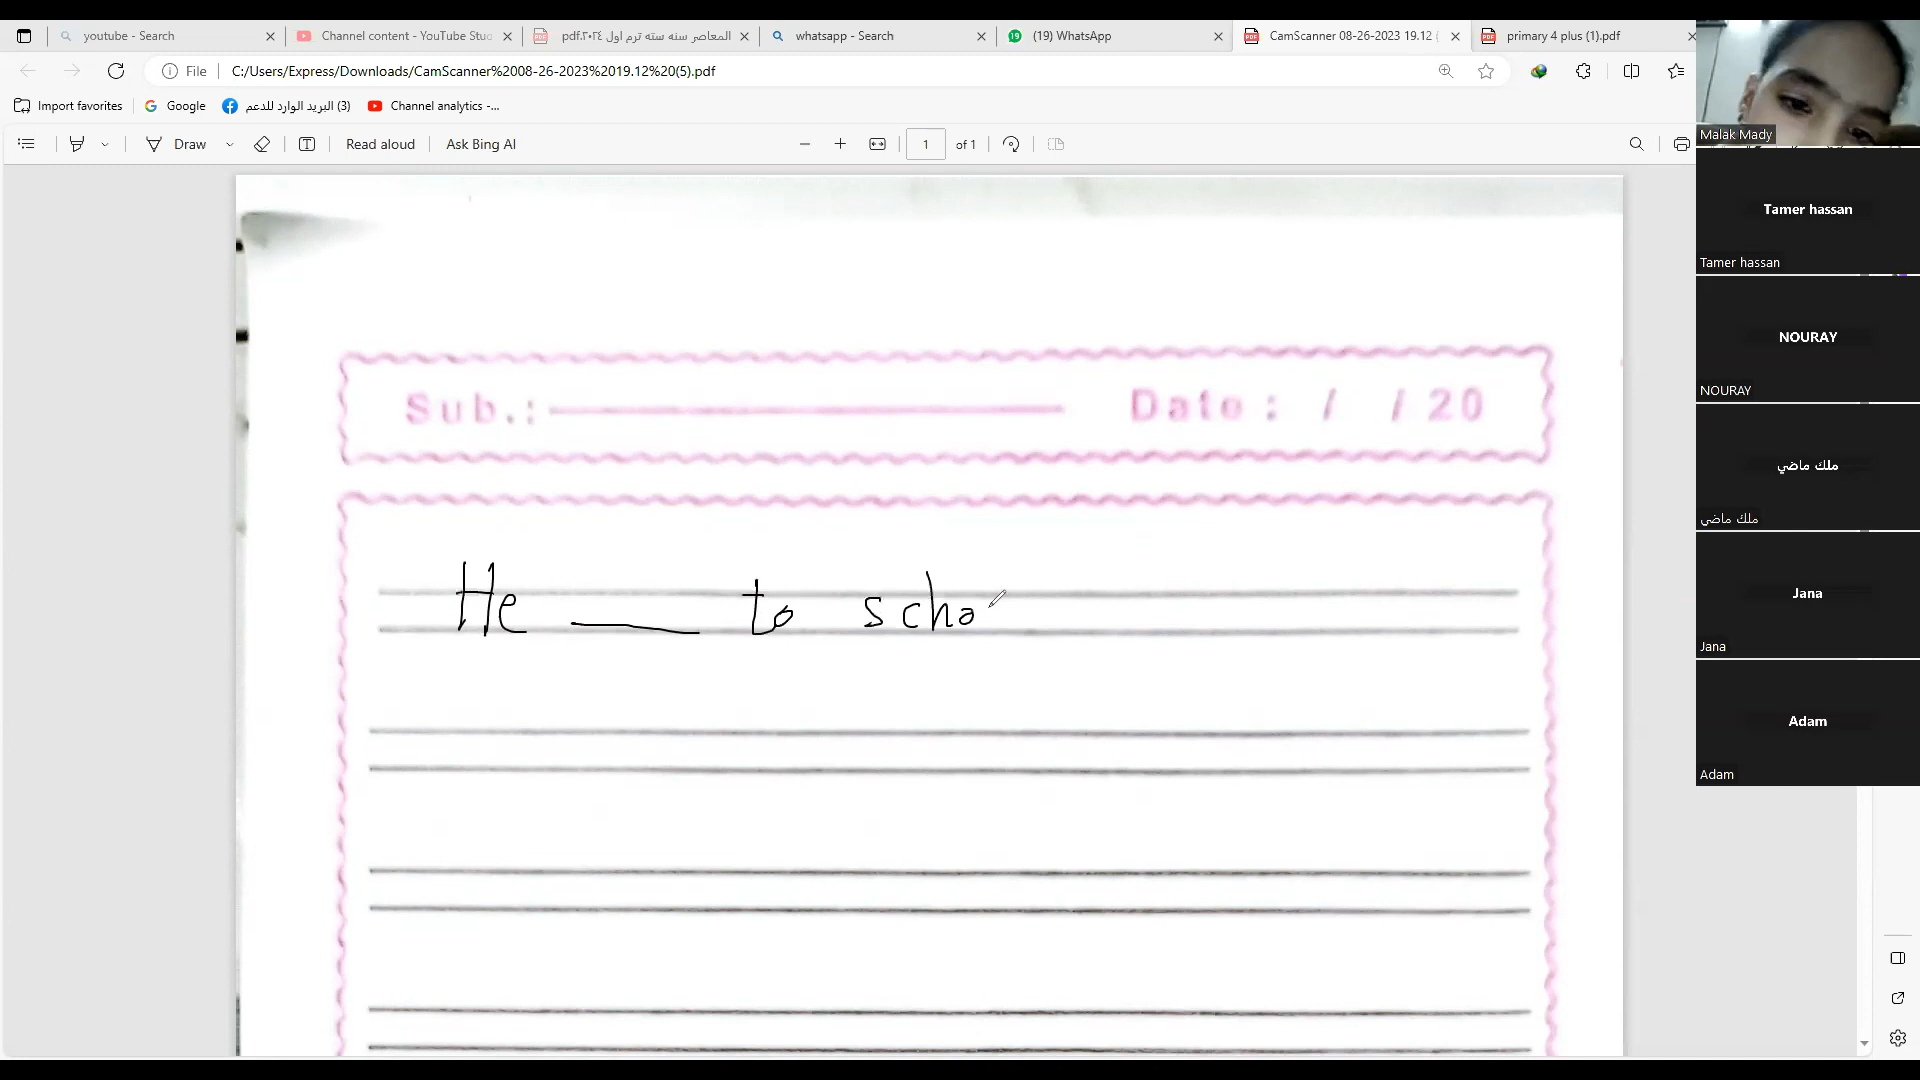 youtube - Search
Channel content - YouTube Stud
المعاصر سنه سته ترم اول ٢٠٢٤.pdf
whatsapp - Search
(19) WhatsApp
CamScanner 08-26-2023 19.12 (
primary 4 plus (1).pdf
File
C:/Users/Express/Downloads/CamScanner%2008-26-2023%2019.12%20(5).pdf
Import favorites
Google
(3) البريد الوارد للدعم
Channel analytics -...
Draw
Read aloud
Ask Bing AI
1 of 1
Sub.:
Date: / /20
He ____ to scho
Malak Mady
Tamer hassan
Tamer hassan
NOURAY
NOURAY
ملك ماضي
ملك ماضي
Jana
Jana
Adam
Adam